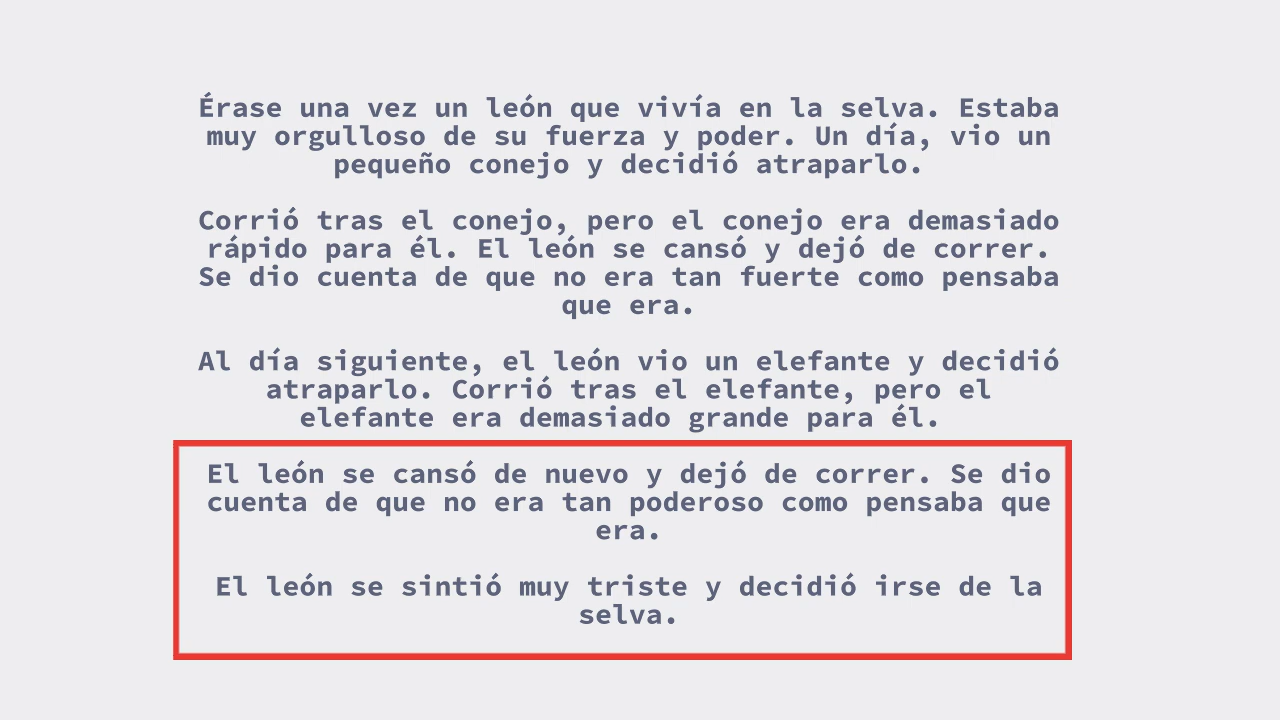 Érase una vez un león que vivía en la selva. Estaba
muy orgulloso de su fuerza y poder. Un día, vio un
pequeño conejo y decidió atraparlo.
Corrió tras el conejo, pero el conejo era demasiado
rápido para él. El león se cansó y dejó de correr.
Se dio cuenta de que no era tan fuerte como pensaba
que era.
Al día siguiente, el león vio un elefante y decidió
atraparlo. Corrió tras el elefante, pero el
elefante era demasiado grande para él.
El león se cansó de nuevo y dejó de correr. Se dio
cuenta de que no era tan poderoso como pensaba que
era.
El león se sintió muy triste y decidió irse de la
selva.